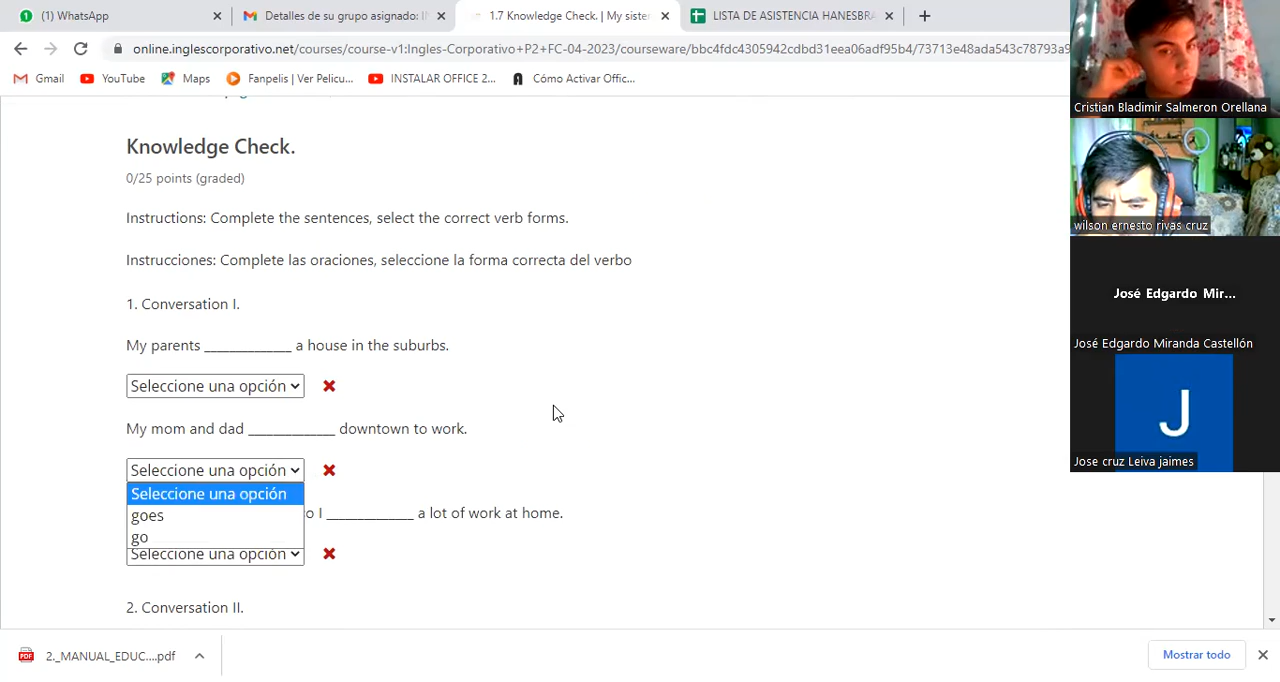 (1) WhatsApp
Detalles de su grupo asignado: I
1.7 Knowledge Check. | My siste
LISTA DE ASISTENCIA HANESBRA
online.inglescorporativo.net/courses/course-v1:Ingles-Corporativo+P2+FC-04-2023/courseware/bbc4fdc4305942cdbd31eea06adf95b4/73713e48ada543c78793a9
Gmail
YouTube
Maps
Fanpelis | Ver Pelicu...
INSTALAR OFFICE 2...
Cómo Activar Offic...
Knowledge Check.
0/25 points (graded)
Instructions: Complete the sentences, select the correct verb forms.
Instrucciones: Complete las oraciones, seleccione la forma correcta del verbo
1. Conversation I.
My parents _____________ a house in the suburbs.
Seleccione una opción
My mom and dad _____________ downtown to work.
Seleccione una opción
Seleccione una opción
goes
go
o I _____________ a lot of work at home.
Seleccione una opción
2. Conversation II.
Cristian Bladimir Salmeron Orellana
wilson ernesto rivas cruz
José Edgardo Mir...
José Edgardo Miranda Castellón
J
Jose cruz Leiva jaimes
PDF
2._MANUAL_EDUC....pdf
Mostrar todo